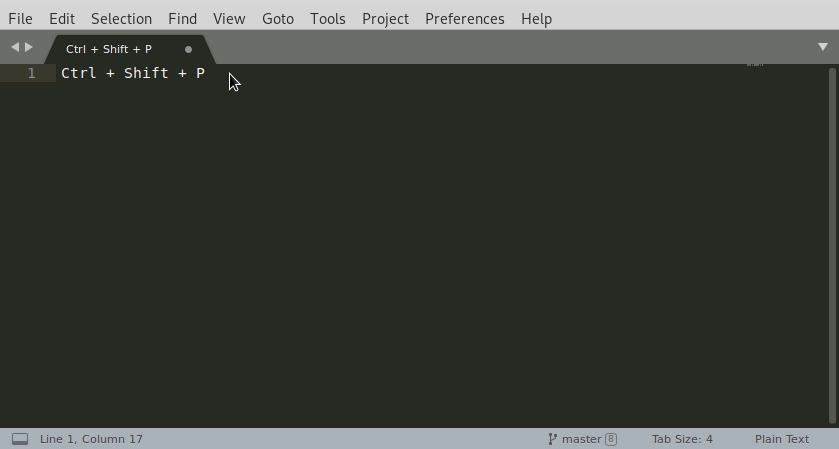 File Edit Selection Find View Goto Tools Project Preferences Help
Ctrl + Shift + P
1 Ctrl + Shift + P
Line 1, Column 17 master 8 Tab Size: 4 Plain Text